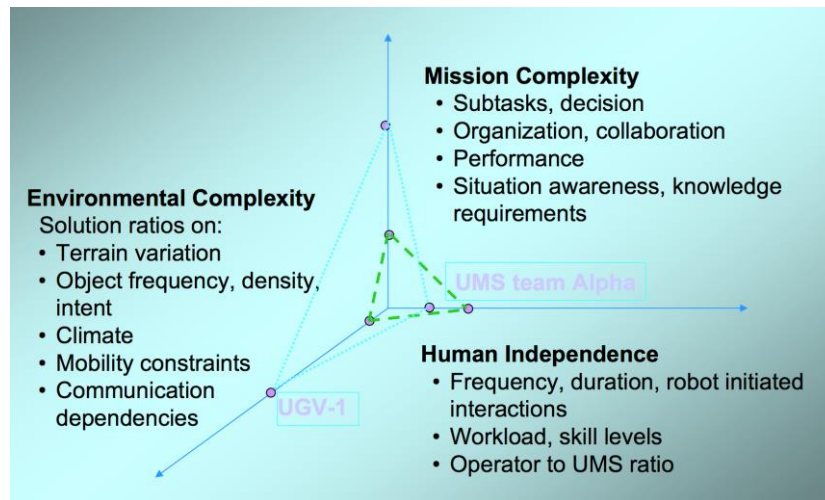 Mission Complexity
• Subtasks, decision
• Organization, collaboration
• Performance
• Situation awareness, knowledge
requirements
Environmental Complexity
Solution ratios on:
• Terrain variation
• Object frequency, density,
intent
• Climate
• Mobility constraints
• Communication
dependencies
UMS team Alpha
UGV-1
Human Independence
• Frequency, duration, robot initiated
interactions
• Workload, skill levels
• Operator to UMS ratio